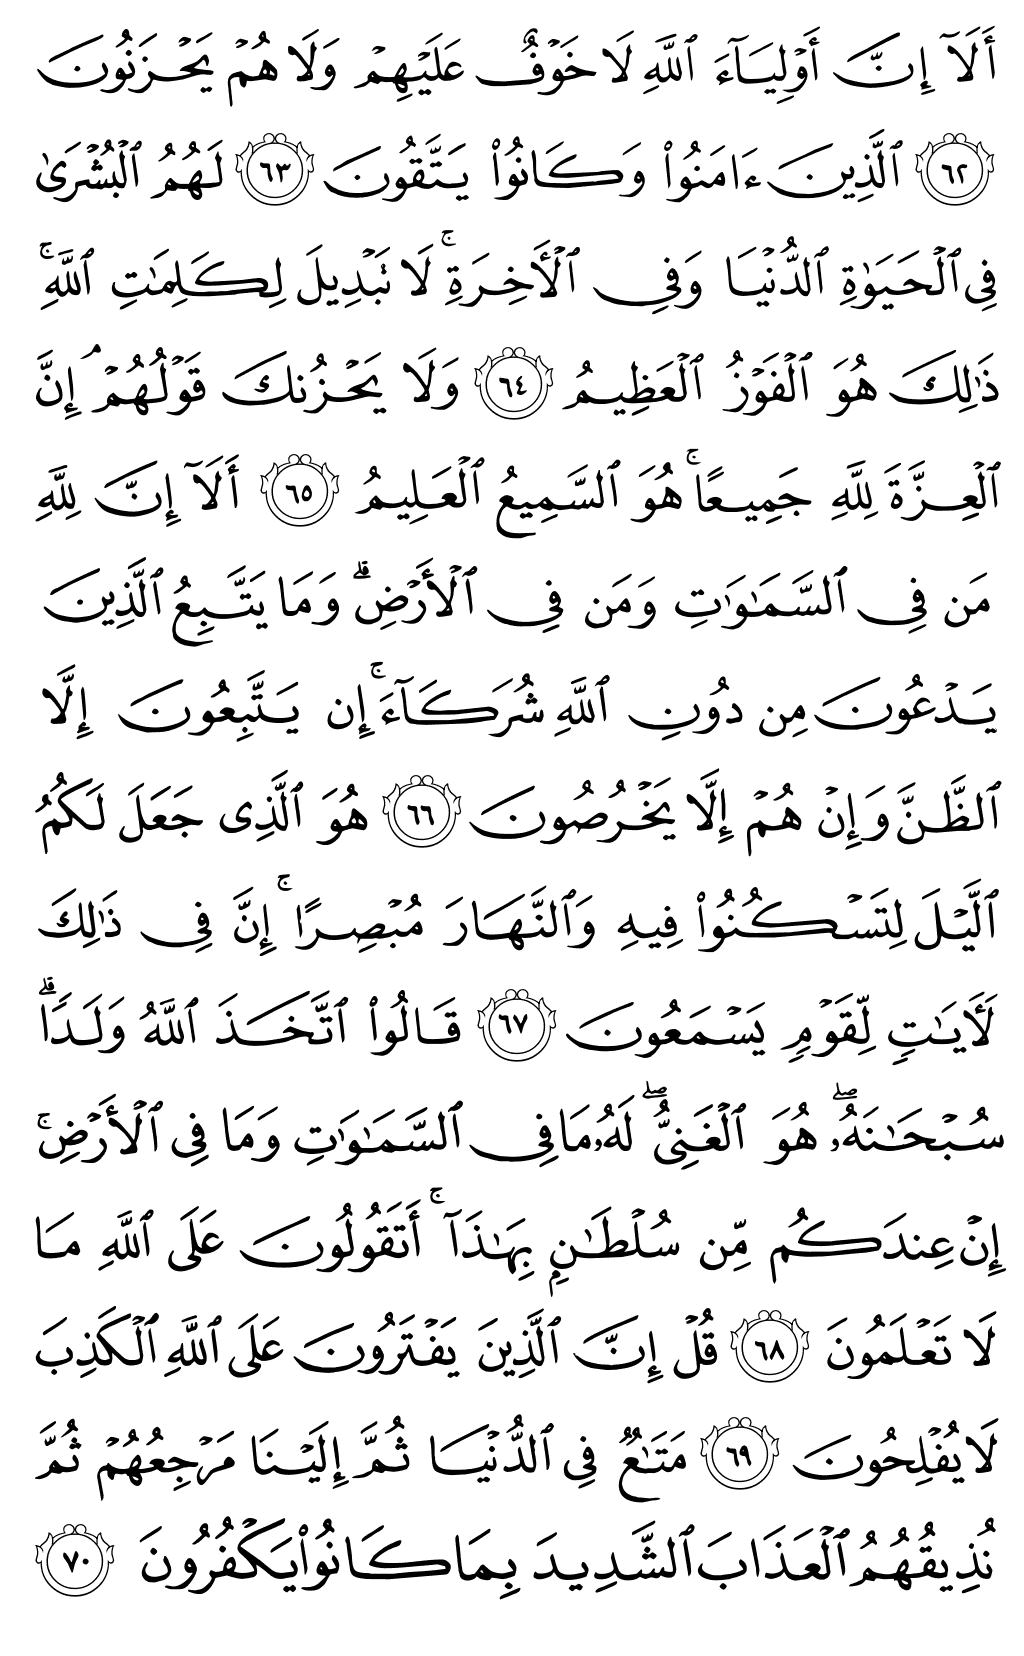 أَلَآ إِنَّ أَوْلِيَآءَ ٱللَّهِ لَا خَوْفٌ عَلَيْهِمْ وَلَا هُمْ يَحْزَنُونَ
٦٢ ٱلَّذِينَ ءَامَنُوا۟ وَكَانُوا۟ يَتَّقُونَ ٦٣ لَهُمُ ٱلْبُشْرَىٰ
فِى ٱلْحَيَوٰةِ ٱلدُّنْيَا وَفِى ٱلْأَخِرَةِ ۚ لَا تَبْدِيلَ لِكَلِمَٰتِ ٱللَّهِ ۚ
ذَٰلِكَ هُوَ ٱلْفَوْزُ ٱلْعَظِيمُ ٦٤ وَلَا يَحْزُنكَ قَوْلُهُمْ ۘ إِنَّ
ٱلْعِزَّةَ لِلَّهِ جَمِيعًا ۚ هُوَ ٱلسَّمِيعُ ٱلْعَلِيمُ ٦٥ أَلَآ إِنَّ لِلَّهِ
مَن فِى ٱلسَّمَٰوَٰتِ وَمَن فِى ٱلْأَرْضِ ۗ وَمَا يَتَّبِعُ ٱلَّذِينَ
يَدْعُونَ مِن دُونِ ٱللَّهِ شُرَكَآءَ ۚ إِن يَتَّبِعُونَ إِلَّا
ٱلظَّنَّ وَإِنْ هُمْ إِلَّا يَخْرُصُونَ ٦٦ هُوَ ٱلَّذِى جَعَلَ لَكُمُ
ٱلَّيْلَ لِتَسْكُنُوا۟ فِيهِ وَٱلنَّهَارَ مُبْصِرًا ۚ إِنَّ فِى ذَٰلِكَ
لَأَيَٰتٍ لِّقَوْمٍ يَسْمَعُونَ ٦٧ قَالُوا۟ ٱتَّخَذَ ٱللَّهُ وَلَدًا ۗ
سُبْحَٰنَهُۥ ۖ هُوَ ٱلْغَنِىُّ ۖ لَهُۥ مَا فِى ٱلسَّمَٰوَٰتِ وَمَا فِى ٱلْأَرْضِ ۚ
إِنْ عِندَكُم مِّن سُلْطَٰنٍۭ بِهَٰذَآ ۚ أَتَقُولُونَ عَلَى ٱللَّهِ مَا
لَا تَعْلَمُونَ ٦٨ قُلْ إِنَّ ٱلَّذِينَ يَفْتَرُونَ عَلَى ٱللَّهِ ٱلْكَذِبَ
لَا يُفْلِحُونَ ٦٩ مَتَٰعٌ فِى ٱلدُّنْيَا ثُمَّ إِلَيْنَا مَرْجِعُهُمْ ثُمَّ
نُذِيقُهُمُ ٱلْعَذَابَ ٱلشَّدِيدَ بِمَا كَانُوا۟ يَكْفُرُونَ ٧٠